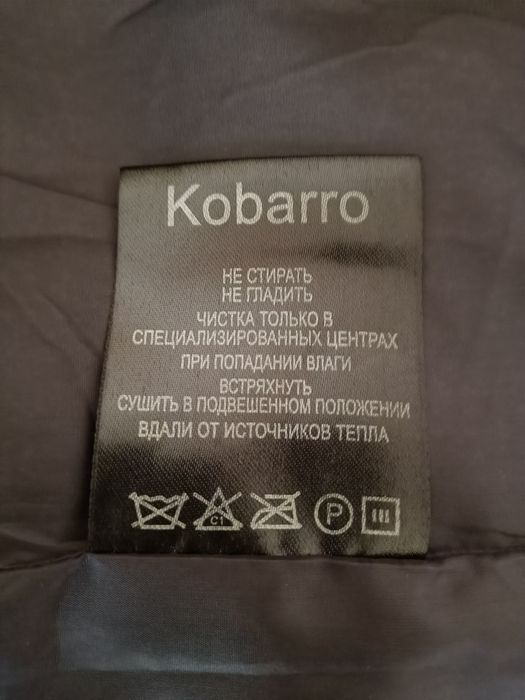 Kobarro
НЕ СТИРАТЬ
НЕ ГЛАДИТЬ
ЧИСТКА ТОЛЬКО В
СПЕЦИАЛИЗИРОВАННЫХ ЦЕНТРАХ
ПРИ ПОПАДАНИИ ВЛАГИ
ВСТРЯХНУТЬ
СУШИТЬ В ПОДВЕШЕННОМ ПОЛОЖЕНИИ
ВДАЛИ ОТ ИСТОЧНИКОВ ТЕПЛА
C1 P